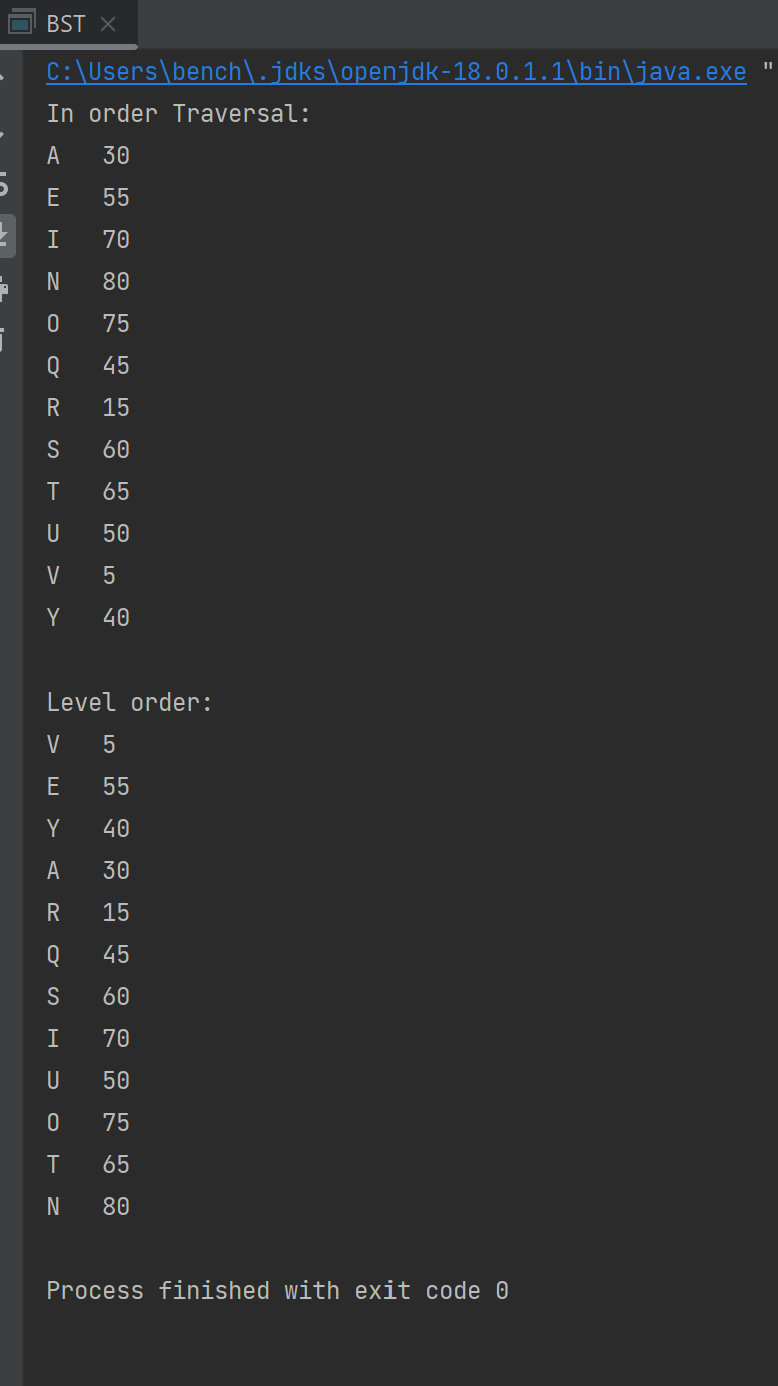 BST
C:\Users\bench\.jdks\openjdk-18.0.1.1\bin\java.exe "
In order Traversal:
A   30
E   55
I   70
N   80
O   75
Q   45
R   15
S   60
T   65
U   50
V   5
Y   40
Level order:
V   5
E   55
Y   40
A   30
R   15
Q   45
S   60
I   70
U   50
O   75
T   65
N   80
Process finished with exit code 0